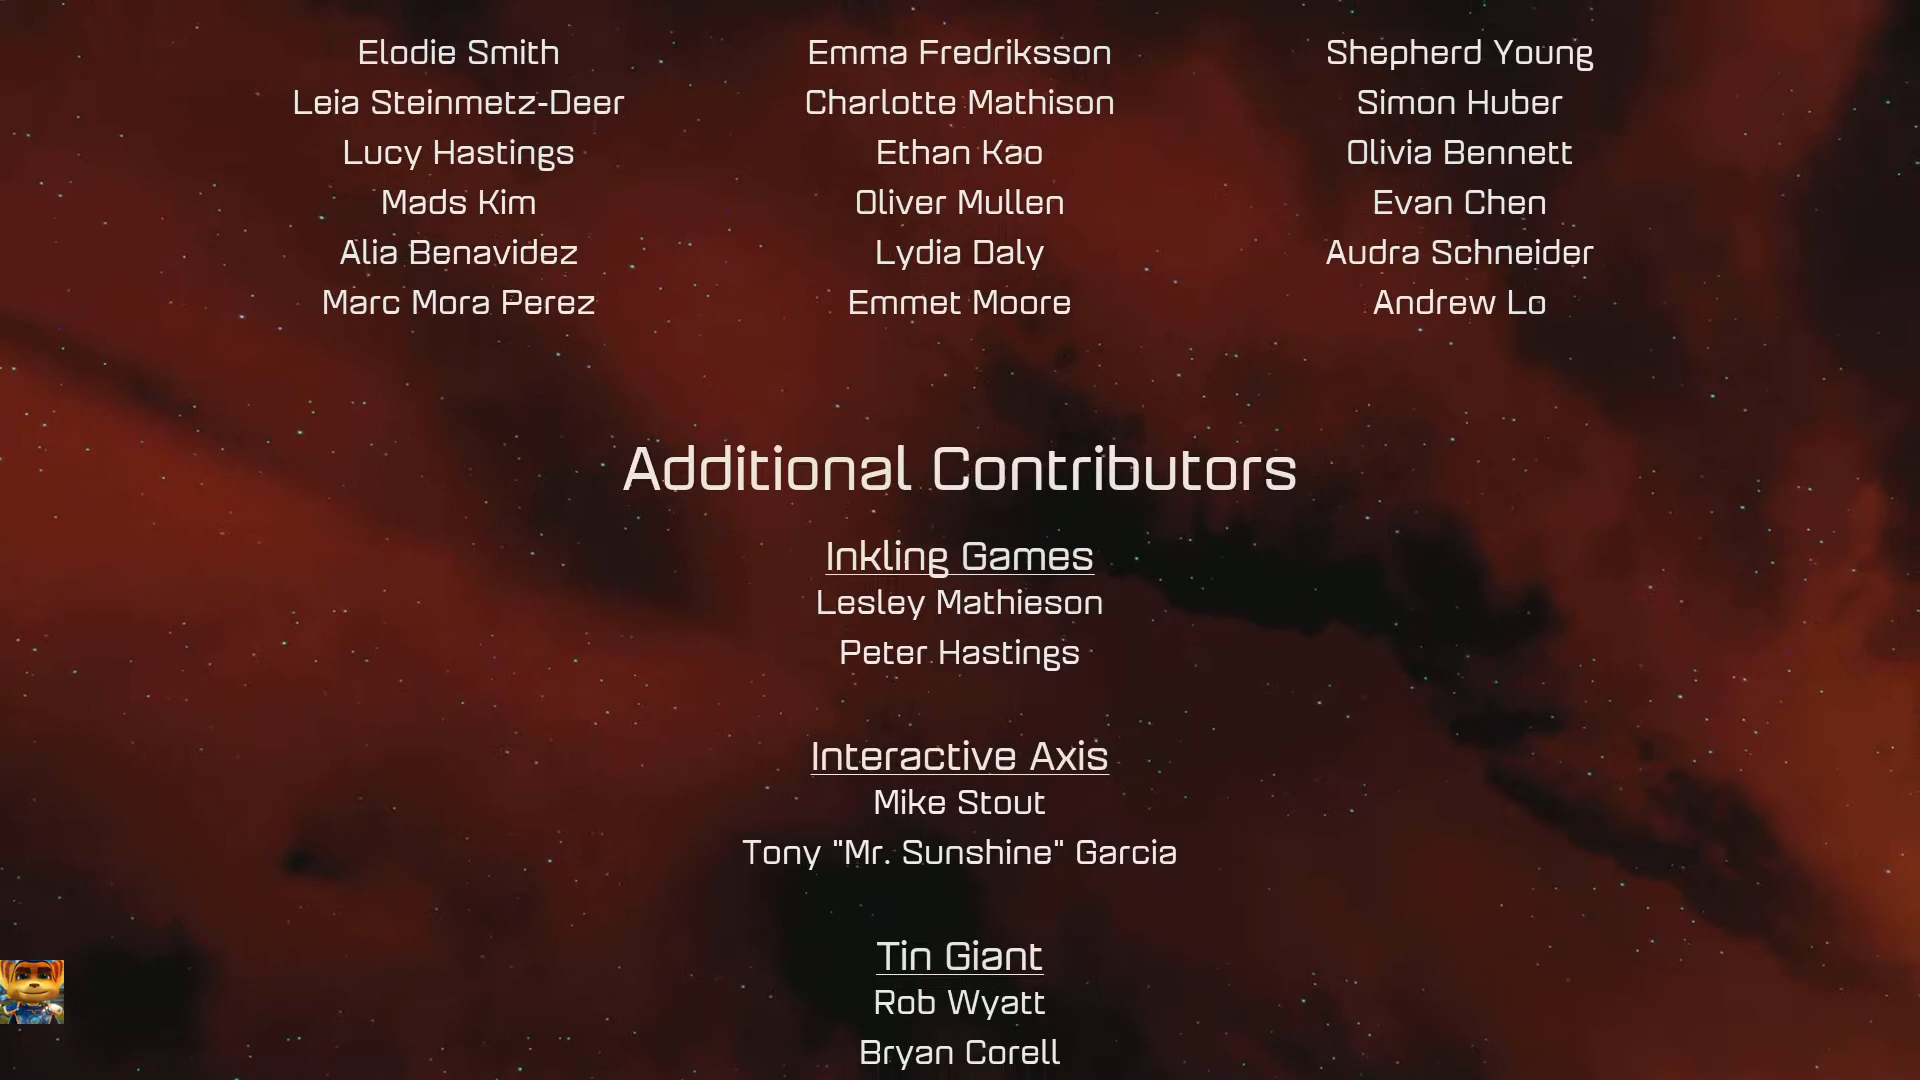 Elodie Smith Emma Fredriksson Shepherd Young
Leia Steinmetz-Deer Charlotte Mathison Simon Huber
Lucy Hastings Ethan Kao Olivia Bennett
Mads Kim Oliver Mullen Evan Chen
Alia Benavidez Lydia Daly Audra Schneider
Marc Mora Perez Emmet Moore Andrew Lo
Additional Contributors
Inkling Games
Lesley Mathieson
Peter Hastings
Interactive Axis
Mike Stout
Tony "Mr. Sunshine" Garcia
Tin Giant
Rob Wyatt
Bryan Corell